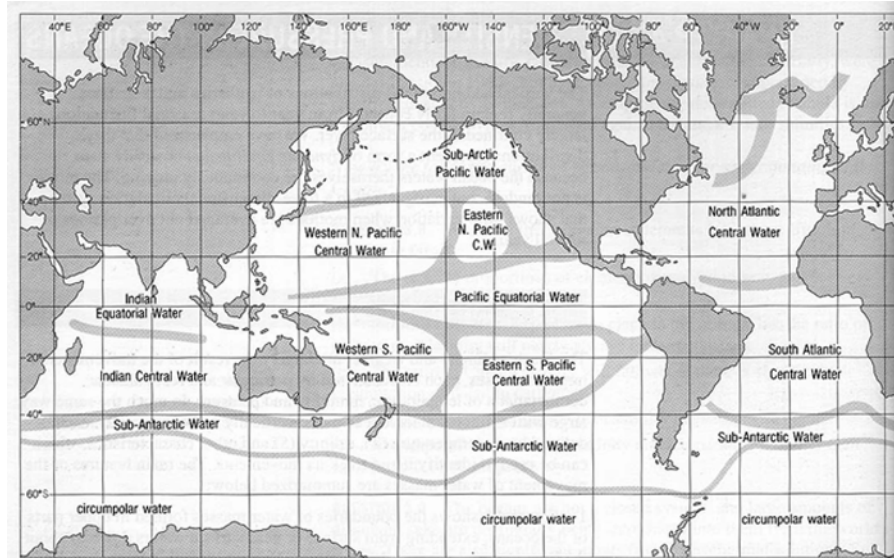 40°E 60° 80° 100° 120° 140° 160° 180° 160°W 140° 120° 100° 80° 60° 40° 20° 0° 20°
60°N
Sub-Arctic
Pacific Water
40°
Western N. Pacific
Central Water
Eastern
N. Pacific
C.W.
North Atlantic
Central Water
20°
Indian
Equatorial Water
Pacific Equatorial Water
0°
20°
Indian Central Water
Western S. Pacific
Central Water
Eastern S. Pacific
Central Water
South Atlantic
Central Water
40°
Sub-Antarctic Water
Sub-Antarctic Water
Sub-Antarctic Water
60°S
circumpolar water
circumpolar water
circumpolar water